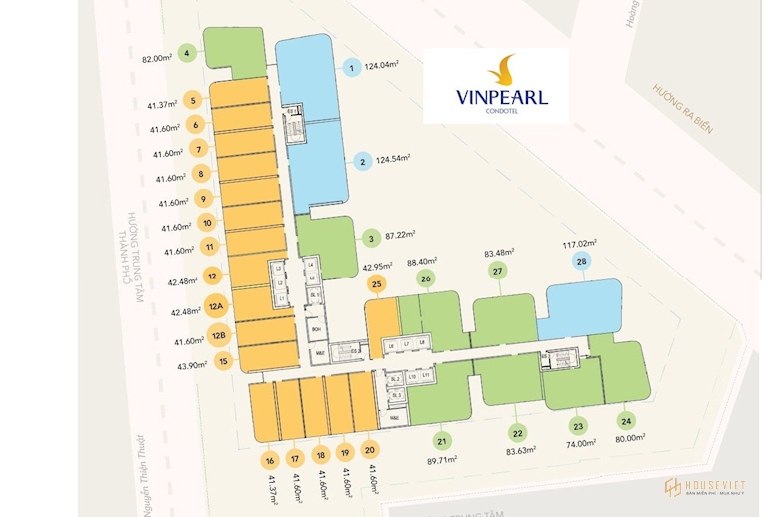 Hoàng
HƯỚNG RA BIỂN
VINPEARL
CONDOTEL
4
82.00m²
1
124.04m²
5
41.37m²
6
41.60m²
7
41.60m²
8
41.60m²
9
41.60m²
10
41.60m²
11
41.60m²
12
42.48m²
12A
42.48m²
12B
41.60m²
15
43.90m²
2
124.54m²
3
87.22m²
HƯỚNG TRUNG TÂM
THÀNH PHỐ
42.95m²
25
88.40m²
26
83.48m²
27
117.02m²
28
L3
L2
L1
L4
SL 1
BOH
ES 2
L6
L7
L8
SL 2
SL 3
L10
L11
16
41.37m²
17
41.60m²
18
41.60m²
19
41.60m²
20
41.60m²
21
89.71m²
22
83.63m²
23
74.00m²
24
80.00m²
Nguyễn Thiện Thuật
TRUNG TÂM
HOUSEVIET
BÁN MIỄN PHÍ - MUA NHƯ Ý